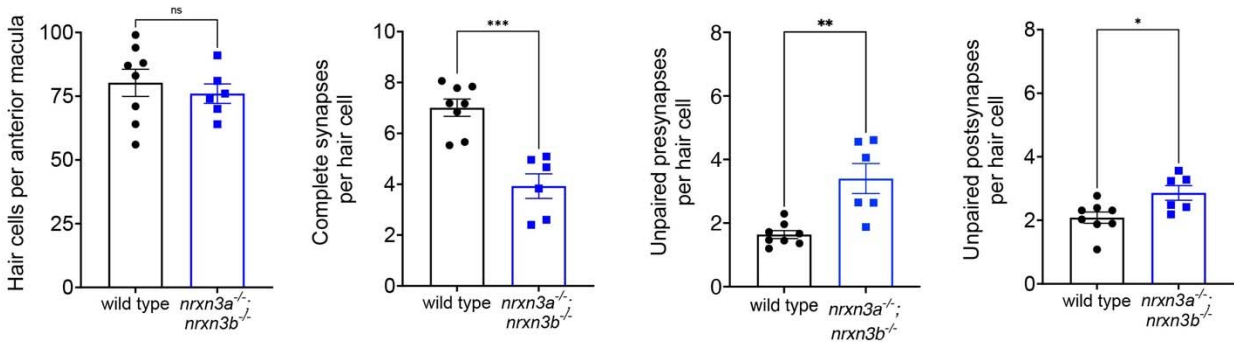 Hair cells per anterior macula
100
75
50
25
0
ns
wild type
nrxn3a-/-;
nrxn3b-/-
Complete synapses
per hair cell
10
8
6
4
2
0
***
wild type
nrxn3a-/-;
nrxn3b-/-
Unpaired presynapses
per hair cell
8
6
4
2
0
**
wild type
nrxn3a-/-;
nrxn3b-/-
Unpaired postsynapses
per hair cell
8
6
4
2
0
*
wild type
nrxn3a-/-;
nrxn3b-/-